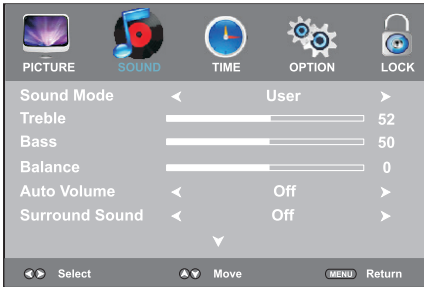 PICTURE SOUND TIME OPTION LOCK
Sound Mode User
Treble 52
Bass 50
Balance 0
Auto Volume Off
Surround Sound Off
Select Move MENU Return